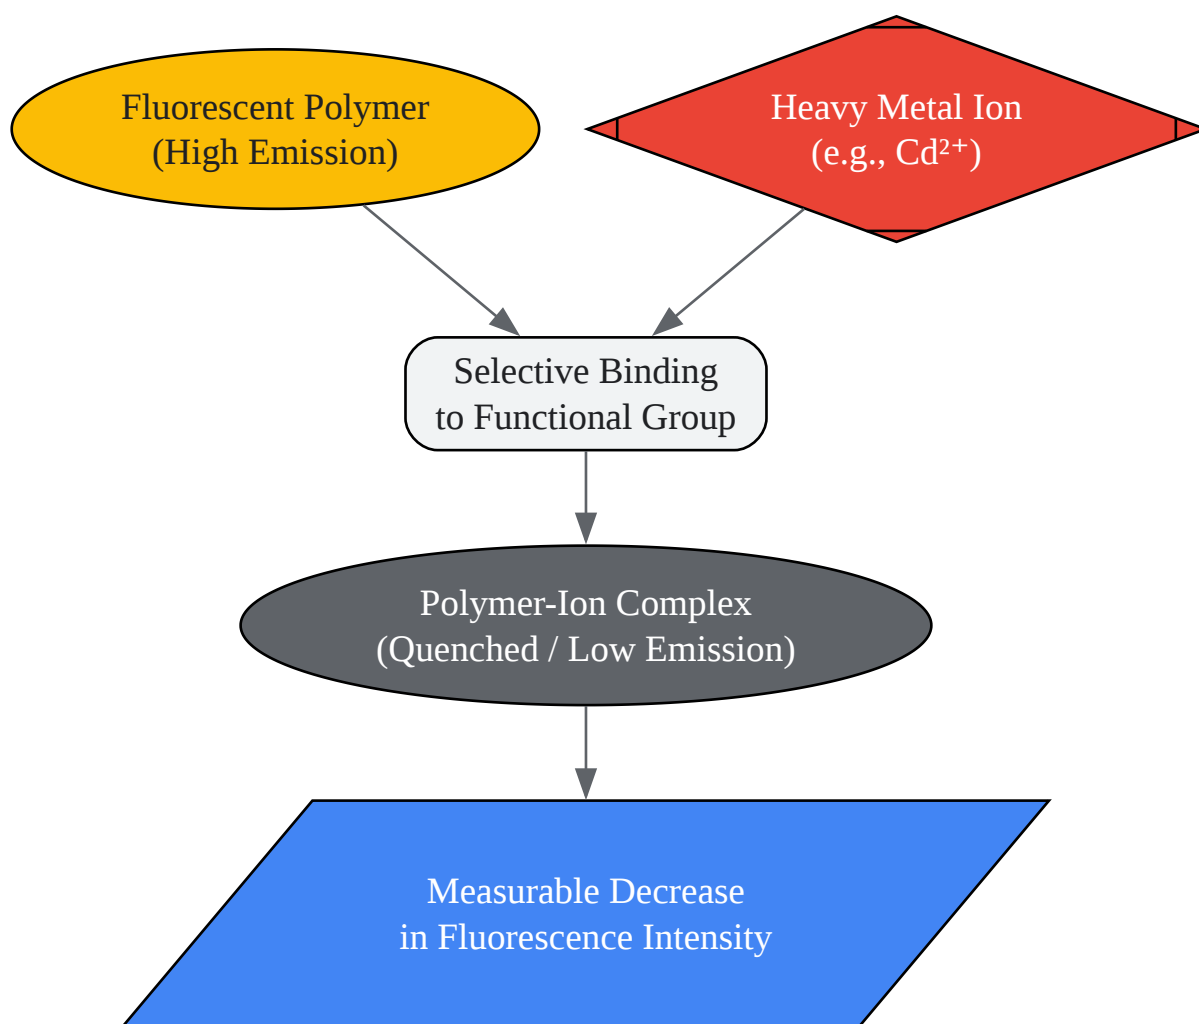 Fluorescent Polymer
(High Emission)
Heavy Metal Ion
(e.g., Cd²⁺)
Selective Binding
to Functional Group
Polymer-Ion Complex
(Quenched / Low Emission)
Measurable Decrease
in Fluorescence Intensity